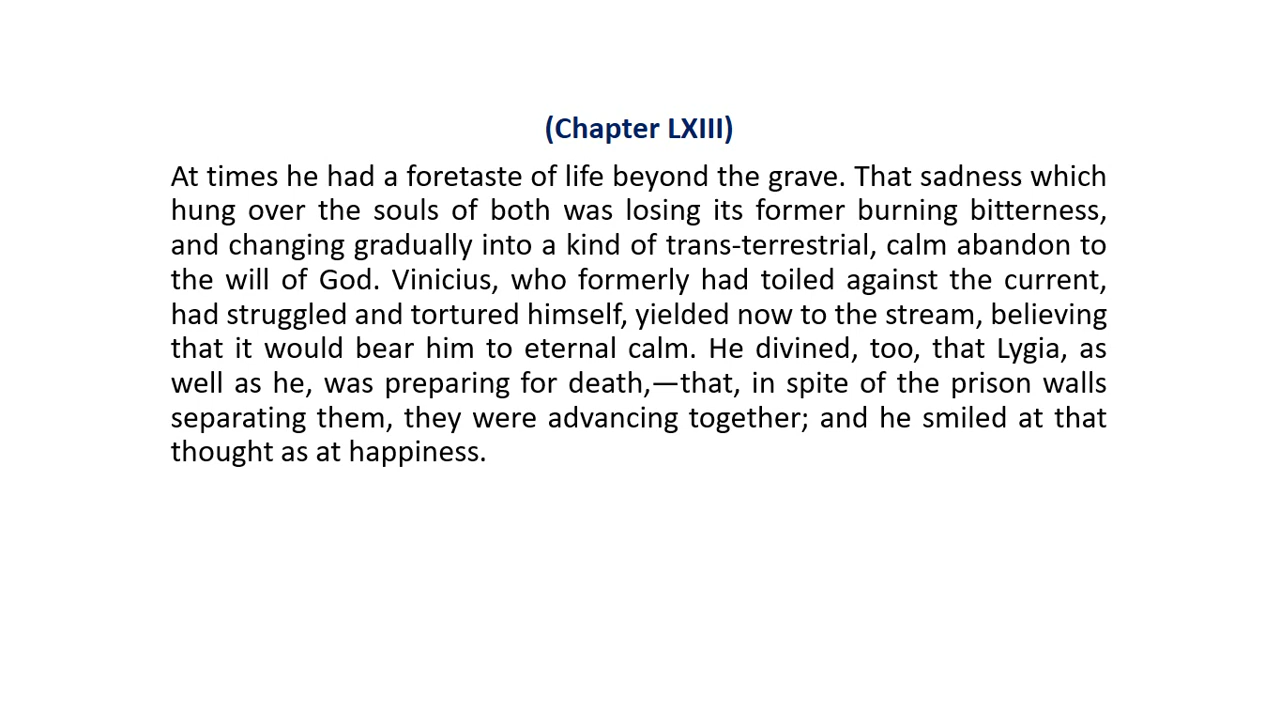 (Chapter LXIII)
At times he had a foretaste of life beyond the grave. That sadness which
hung over the souls of both was losing its former burning bitterness,
and changing gradually into a kind of trans-terrestrial, calm abandon to
the will of God. Vinicius, who formerly had toiled against the current,
had struggled and tortured himself, yielded now to the stream, believing
that it would bear him to eternal calm. He divined, too, that Lygia, as
well as he, was preparing for death,—that, in spite of the prison walls
separating them, they were advancing together; and he smiled at that
thought as at happiness.